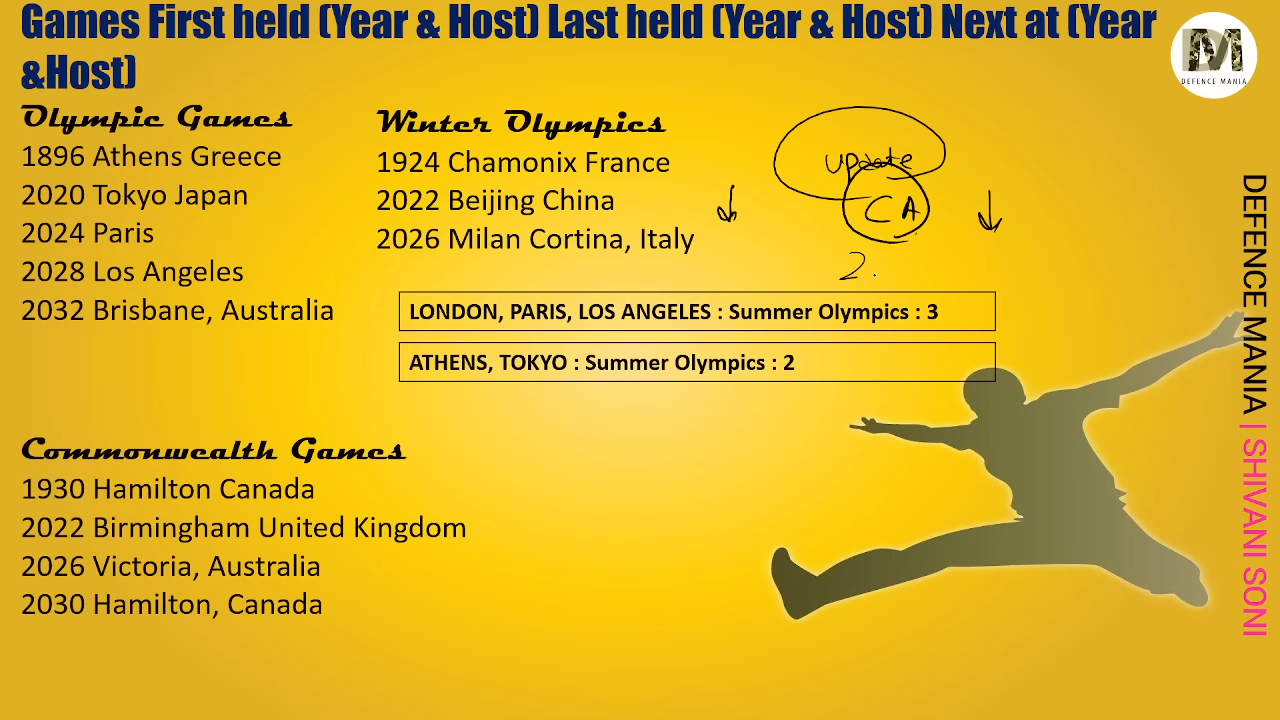 Games First held (Year & Host) Last held (Year & Host) Next at (Year
&Host)
DEFENCE MANIA
Olympic Games
1896 Athens Greece
2020 Tokyo Japan
2024 Paris
2028 Los Angeles
2032 Brisbane, Australia
Winter Olympics
1924 Chamonix France
2022 Beijing China
2026 Milan Cortina, Italy
update
CA
2.
LONDON, PARIS, LOS ANGELES : Summer Olympics : 3
ATHENS, TOKYO : Summer Olympics : 2
Commonwealth Games
1930 Hamilton Canada
2022 Birmingham United Kingdom
2026 Victoria, Australia
2030 Hamilton, Canada
DEFENCE MANIA | SHIVANI SONI